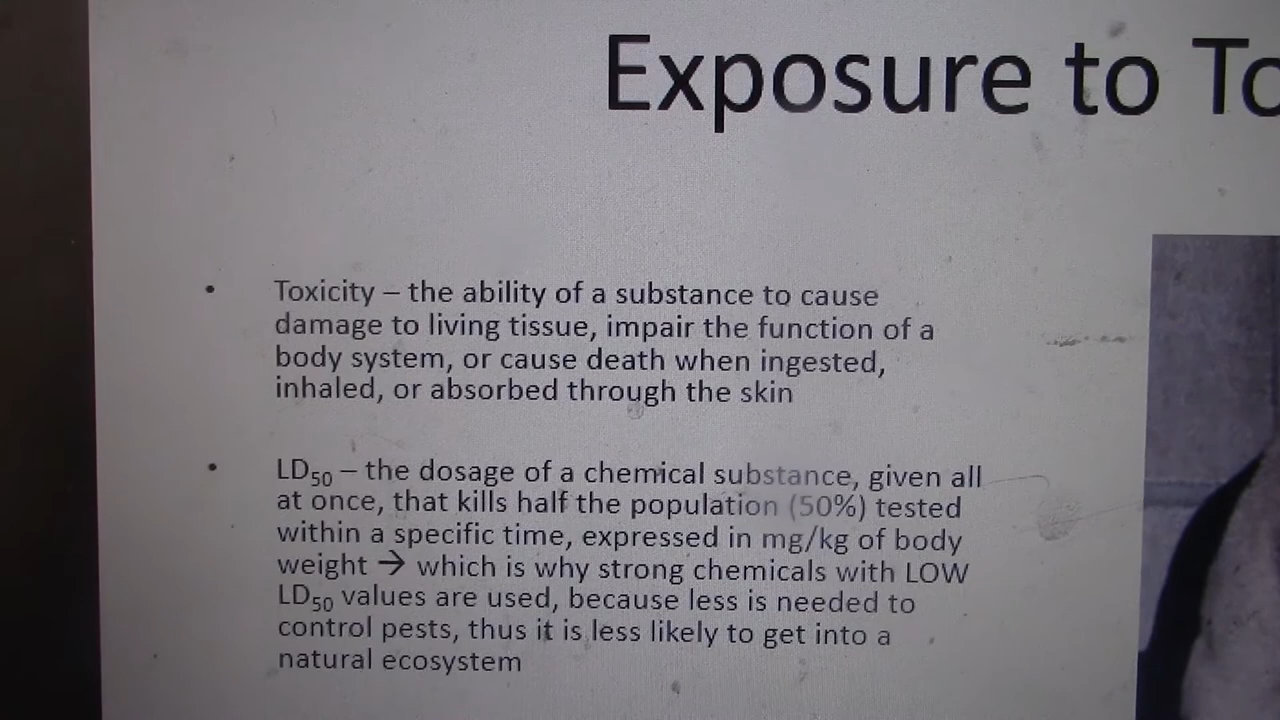 Exposure to To
• Toxicity – the ability of a substance to cause
damage to living tissue, impair the function of a
body system, or cause death when ingested,
inhaled, or absorbed through the skin
• LD50 – the dosage of a chemical substance, given all
at once, that kills half the population (50%) tested
within a specific time, expressed in mg/kg of body
weight → which is why strong chemicals with LOW
LD50 values are used, because less is needed to
control pests, thus it is less likely to get into a
natural ecosystem